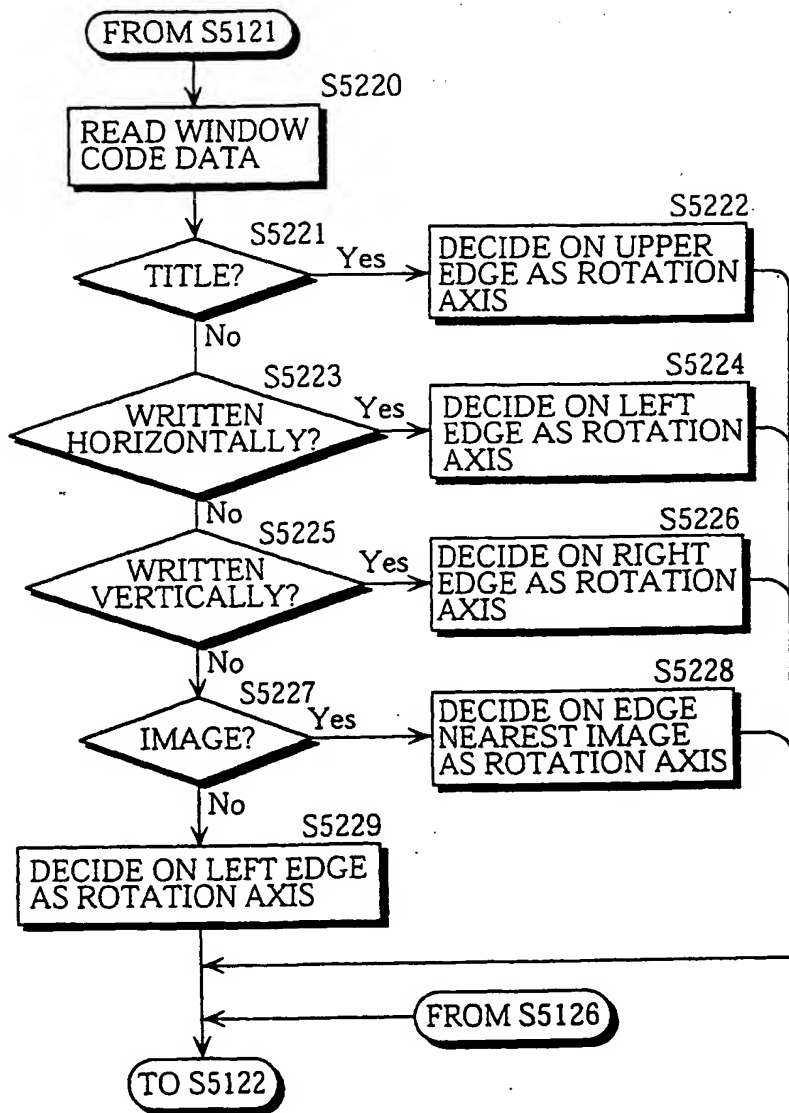 FROM S5121
S5220
READ WINDOW
CODE DATA
S5221
TITLE?
Yes
S5222
DECIDE ON UPPER
EDGE AS ROTATION
AXIS
No
S5223
WRITTEN
HORIZONTALLY?
Yes
S5224
DECIDE ON LEFT
EDGE AS ROTATION
AXIS
No
S5225
WRITTEN
VERTICALLY?
Yes
S5226
DECIDE ON RIGHT
EDGE AS ROTATION
AXIS
No
S5227
IMAGE?
Yes
S5228
DECIDE ON EDGE
NEAREST IMAGE
AS ROTATION AXIS
No
S5229
DECIDE ON LEFT EDGE
AS ROTATION AXIS
FROM S5126
TO S5122